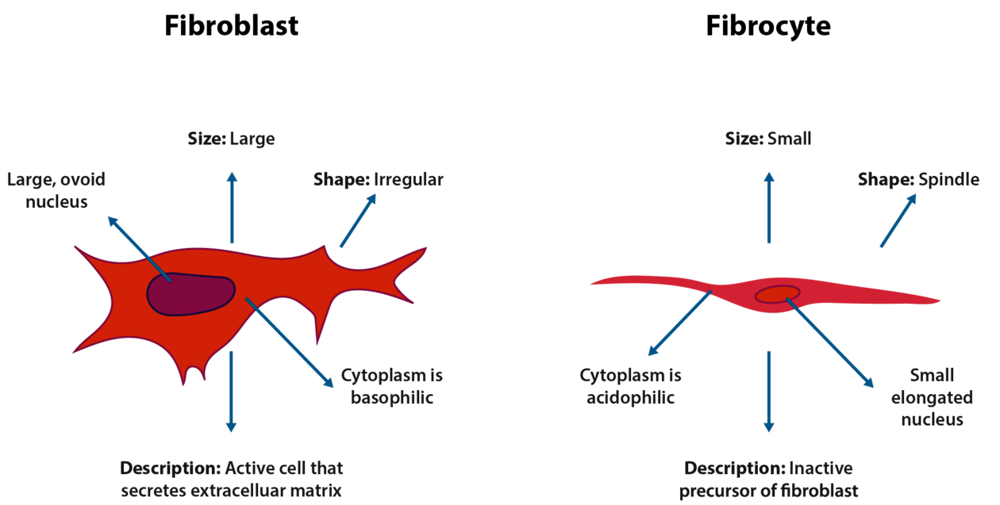 Fibroblast
Size: Large
Large, ovoid
nucleus
Shape: Irregular
Cytoplasm is
basophilic
Description: Active cell that
secretes extracelluar matrix
Fibrocyte
Size: Small
Shape: Spindle
Cytoplasm is
acidophilic
Small
elongated
nucleus
Description: Inactive
precursor of fibroblast